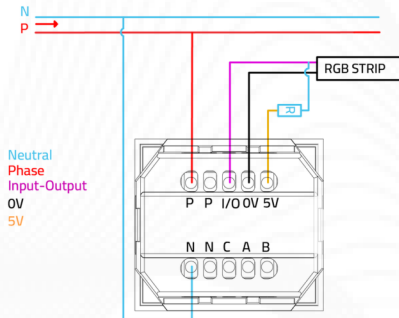 N
P
RGB STRIP
R
Neutral
Phase
Input-Output
0V
5V
P P I/O 0V 5V
N N C A B